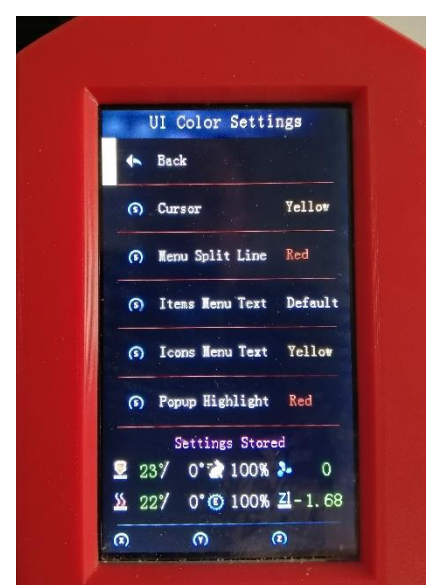 UI Color Settings
Back
Cursor Yellow
Menu Split Line Red
Items Menu Text Default
Icons Menu Text Yellow
Popup Highlight Red
Settings Stored
23°/ 0° 100% 0
22°/ 0° E 100% Z -1.68
X Y Z